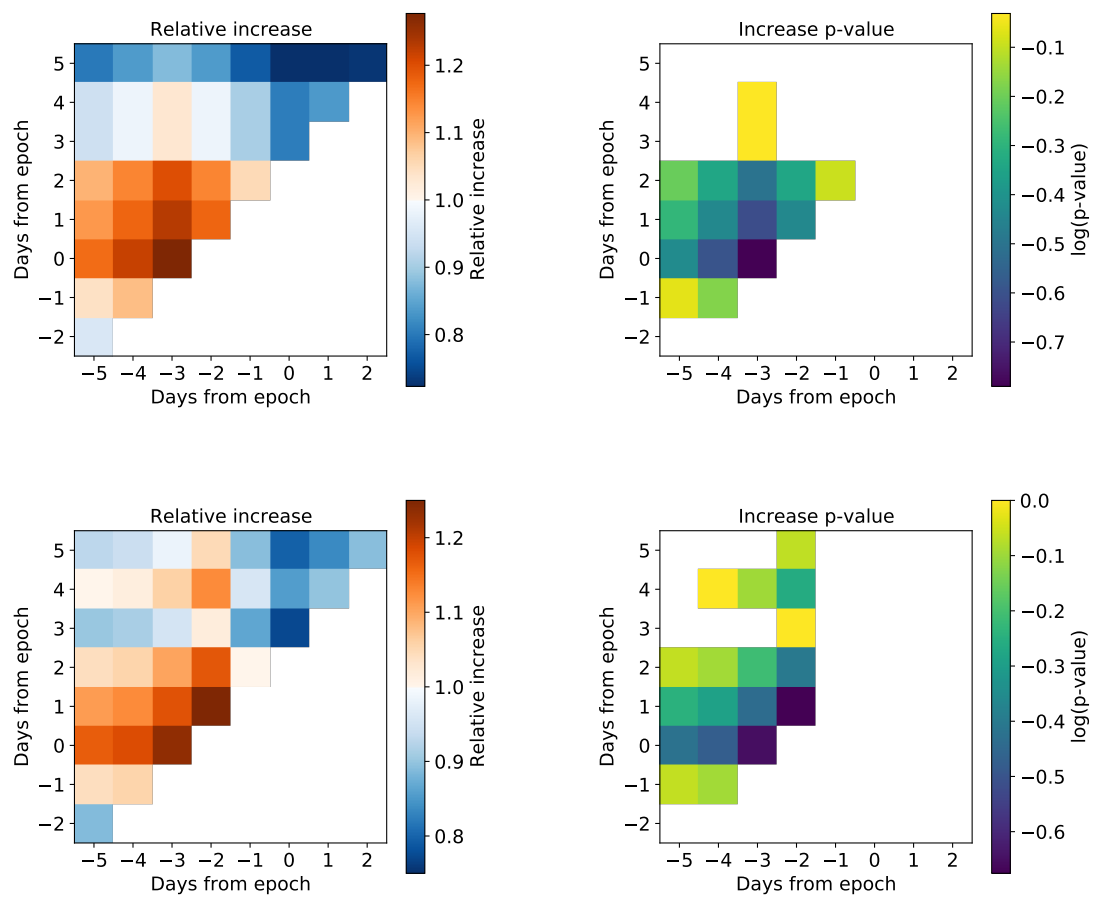 Relative increase
Days from epoch
5
4
3
2
1
0
−1
−2
−5 −4 −3 −2 −1 0 1 2
Days from epoch
1.2
1.1
1.0
0.9
0.8
Relative increase
Increase p-value
Days from epoch
5
4
3
2
1
0
−1
−2
−5 −4 −3 −2 −1 0 1 2
Days from epoch
−0.1
−0.2
−0.3
−0.4
−0.5
−0.6
−0.7
log(p-value)
Relative increase
Days from epoch
5
4
3
2
1
0
−1
−2
−5 −4 −3 −2 −1 0 1 2
Days from epoch
1.2
1.1
1.0
0.9
0.8
Relative increase
Increase p-value
Days from epoch
5
4
3
2
1
0
−1
−2
−5 −4 −3 −2 −1 0 1 2
Days from epoch
0.0
−0.1
−0.2
−0.3
−0.4
−0.5
−0.6
log(p-value)